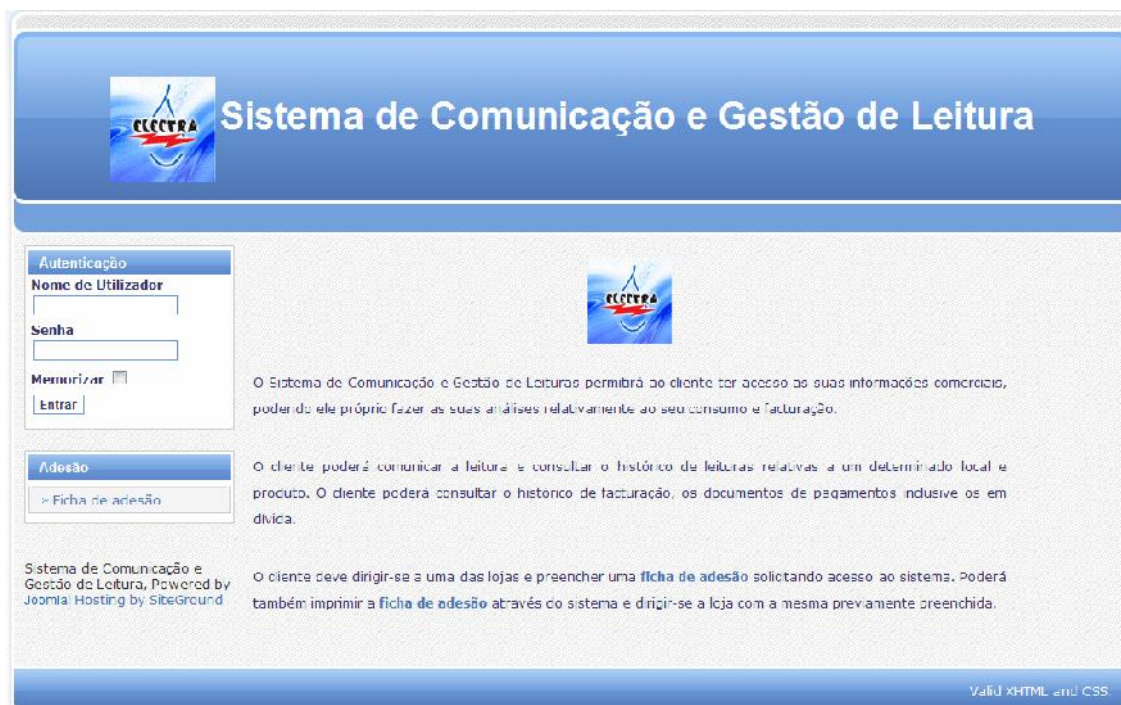 ELECTRA
Sistema de Comunicação e Gestão de Leitura
Autenticação
Nome de Utilizador
Senha
Memorizar
Entrar
Adesão
» Ficha de adesão
Sistema de Comunicação e
Gestão de Leitura, Powered by
Joomla! Hosting by SiteGround
ELECTRA
O Sistema de Comunicação e Gestão de Leituras permitirá ao cliente ter acesso as suas informações comerciais,
podendo ele próprio fazer as suas análises relativamente ao seu consumo e facturação.
O cliente poderá comunicar a leitura e consultar o histórico de leituras relativas a um determinado local e
produto. O cliente poderá consultar o histórico de facturação, os documentos de pagamentos inclusive os em
dívida.
O cliente deve dirigir-se a uma das lojas e preencher uma ficha de adesão solicitando acesso ao sistema. Poderá
também imprimir a ficha de adesão através do sistema e dirigir-se a loja com a mesma previamente preenchida.
Valid XHTML and CSS.